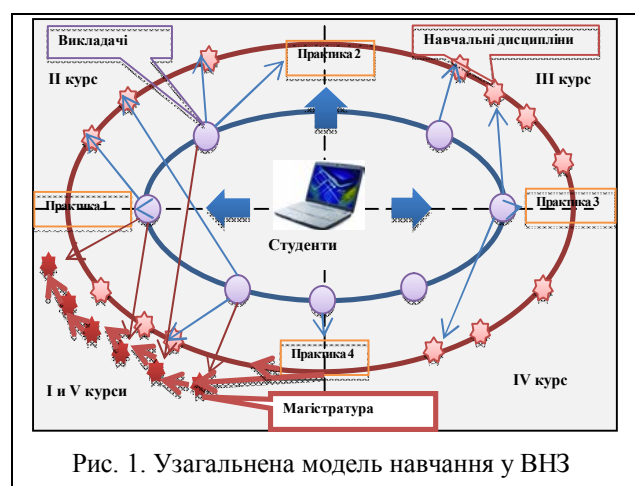 Викладачі
Навчальні дисципліни
II курс
Практика 2
III курс
Практика 1
Практика 3
Студенти
Практика 4
I и V курси
IV курс
Магістратура
Рис. 1. Узагальнена модель навчання у ВНЗ